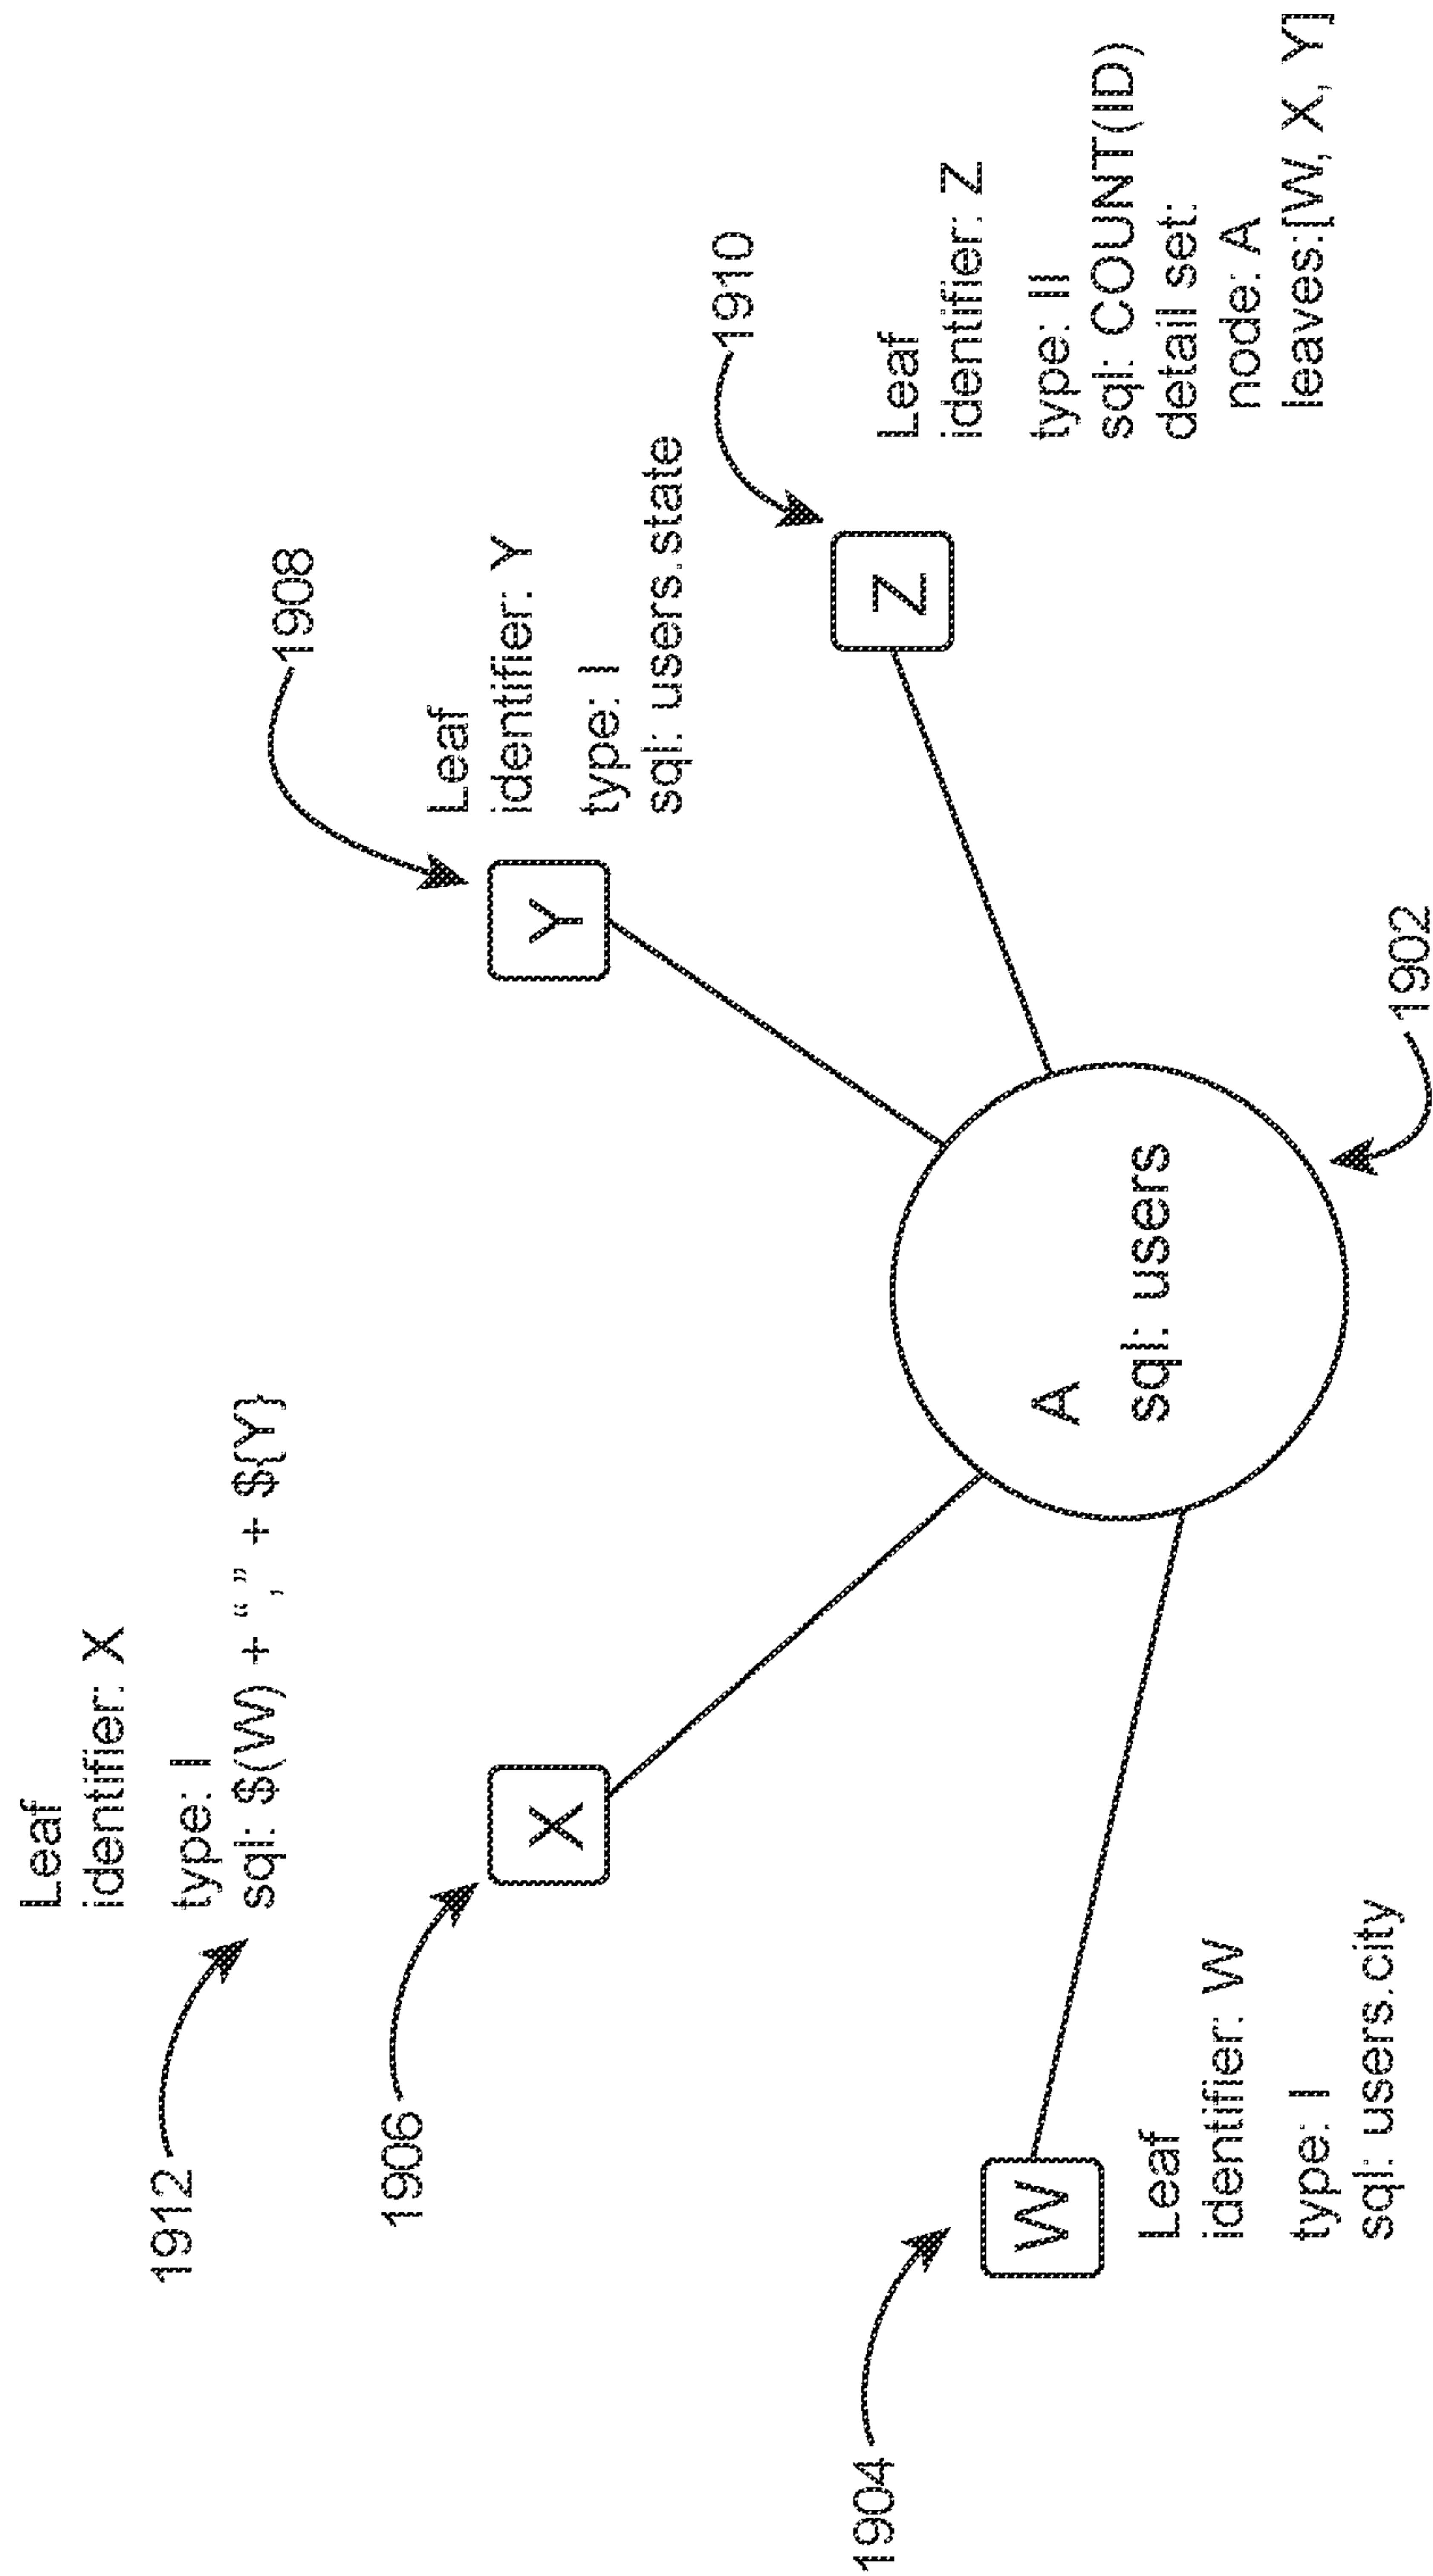 Leaf
identifier: X
type: I
sql: $(W) + “,” + ${Y}
1912
1906
X
1908
Leaf
identifier: Y
type: I
sql: users.state
Y
1910
Z
Leaf
identifier: Z
type: II
sql: COUNT(ID)
detail set:
node: A
leaves:[W, X, Y]
1904
W
Leaf
identifier: W
type: I
sql: users.city
A
sql: users
1902